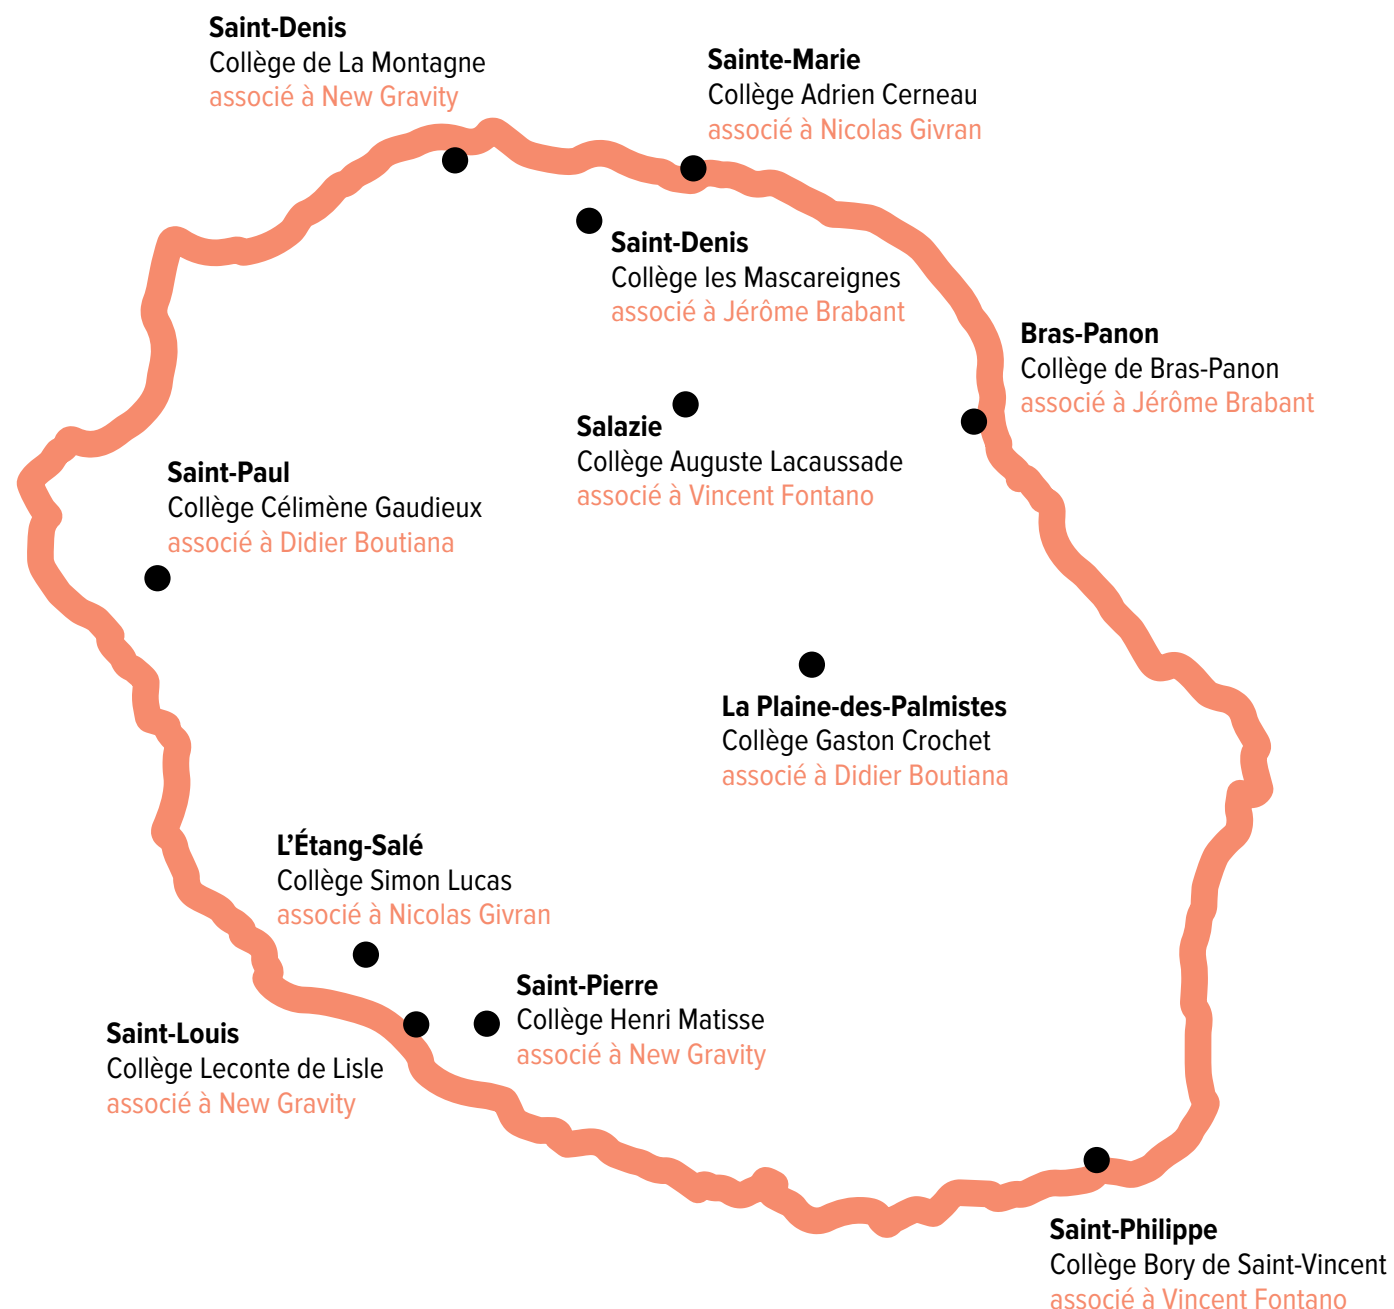 Saint-Denis
Collège de La Montagne
associé à New Gravity
Sainte-Marie
Collège Adrien Cerneau
associé à Nicolas Givran
Saint-Denis
Collège les Mascareignes
associé à Jérôme Brabant
Bras-Panon
Collège de Bras-Panon
associé à Jérôme Brabant
Salazie
Collège Auguste Lacaussade
associé à Vincent Fontano
Saint-Paul
Collège Célimène Gaudieux
associé à Didier Boutiana
La Plaine-des-Palmistes
Collège Gaston Crochet
associé à Didier Boutiana
L’Étang-Salé
Collège Simon Lucas
associé à Nicolas Givran
Saint-Pierre
Collège Henri Matisse
associé à New Gravity
Saint-Louis
Collège Leconte de Lisle
associé à New Gravity
Saint-Philippe
Collège Bory de Saint-Vincent
associé à Vincent Fontano